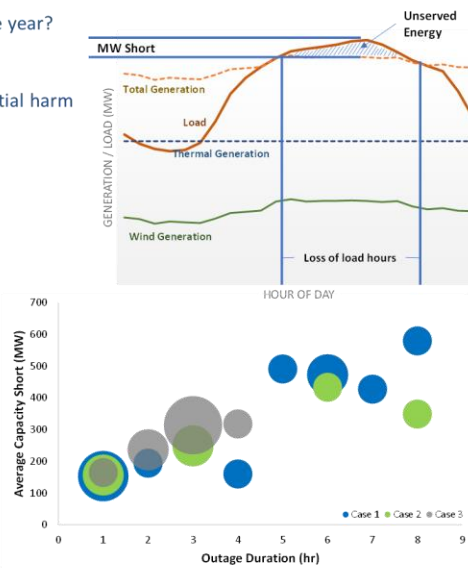 e year?
tial harm
Unserved
Energy
MW Short
Total Generation
Load
Thermal Generation
Wind Generation
Loss of load hours
GENERATION / LOAD (MW)
HOUR OF DAY
700
600
500
400
300
200
100
0
Average Capacity Short (MW)
0 1 2 3 4 5 6 7 8 9
Case 1 Case 2 Case 3
Outage Duration (hr)